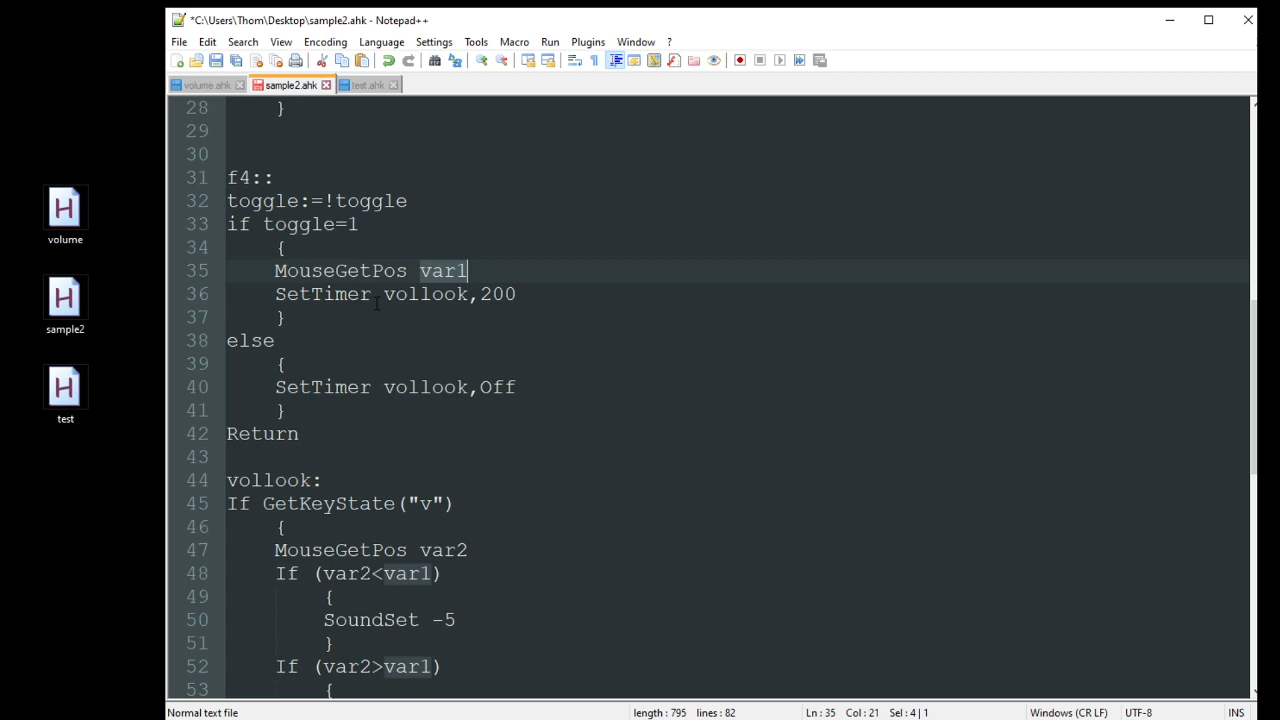 *C:\Users\Thom\Desktop\sample2.ahk - Notepad++
File Edit Search View Encoding Language Settings Tools Macro Run Plugins Window ?
volume.ahk sample2.ahk test.ahk
28 }
29
30
31 f4::
32 toggle:=!toggle
33 if toggle=1
34 {
35 MouseGetPos var1
36 SetTimer vollook,200
37 }
38 else
39 {
40 SetTimer vollook,Off
41 }
42 Return
43
44 vollook:
45 If GetKeyState("v")
46 {
47 MouseGetPos var2
48 If (var2<var1)
49 {
50 SoundSet -5
51 }
52 If (var2>var1)
53 {
volume
sample2
test
Normal text file length : 795 lines : 82 Ln : 35 Col : 21 Sel : 4 | 1 Windows (CR LF) UTF-8 INS